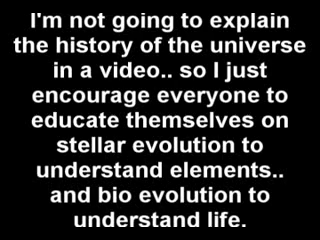 I'm not going to explain
the history of the universe
in a video.. so I just
encourage everyone to
educate themselves on
stellar evolution to
understand elements..
and bio evolution to
understand life.